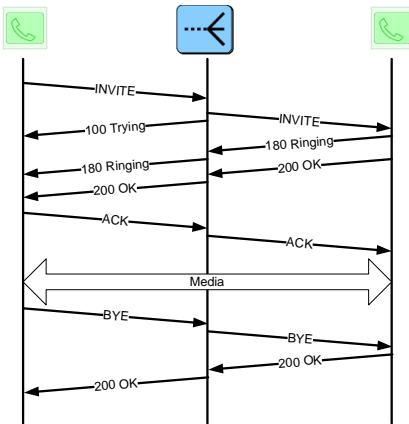 INVITE
INVITE
100 Trying
180 Ringing
180 Ringing
200 OK
200 OK
ACK
ACK
Media
BYE
BYE
200 OK
200 OK